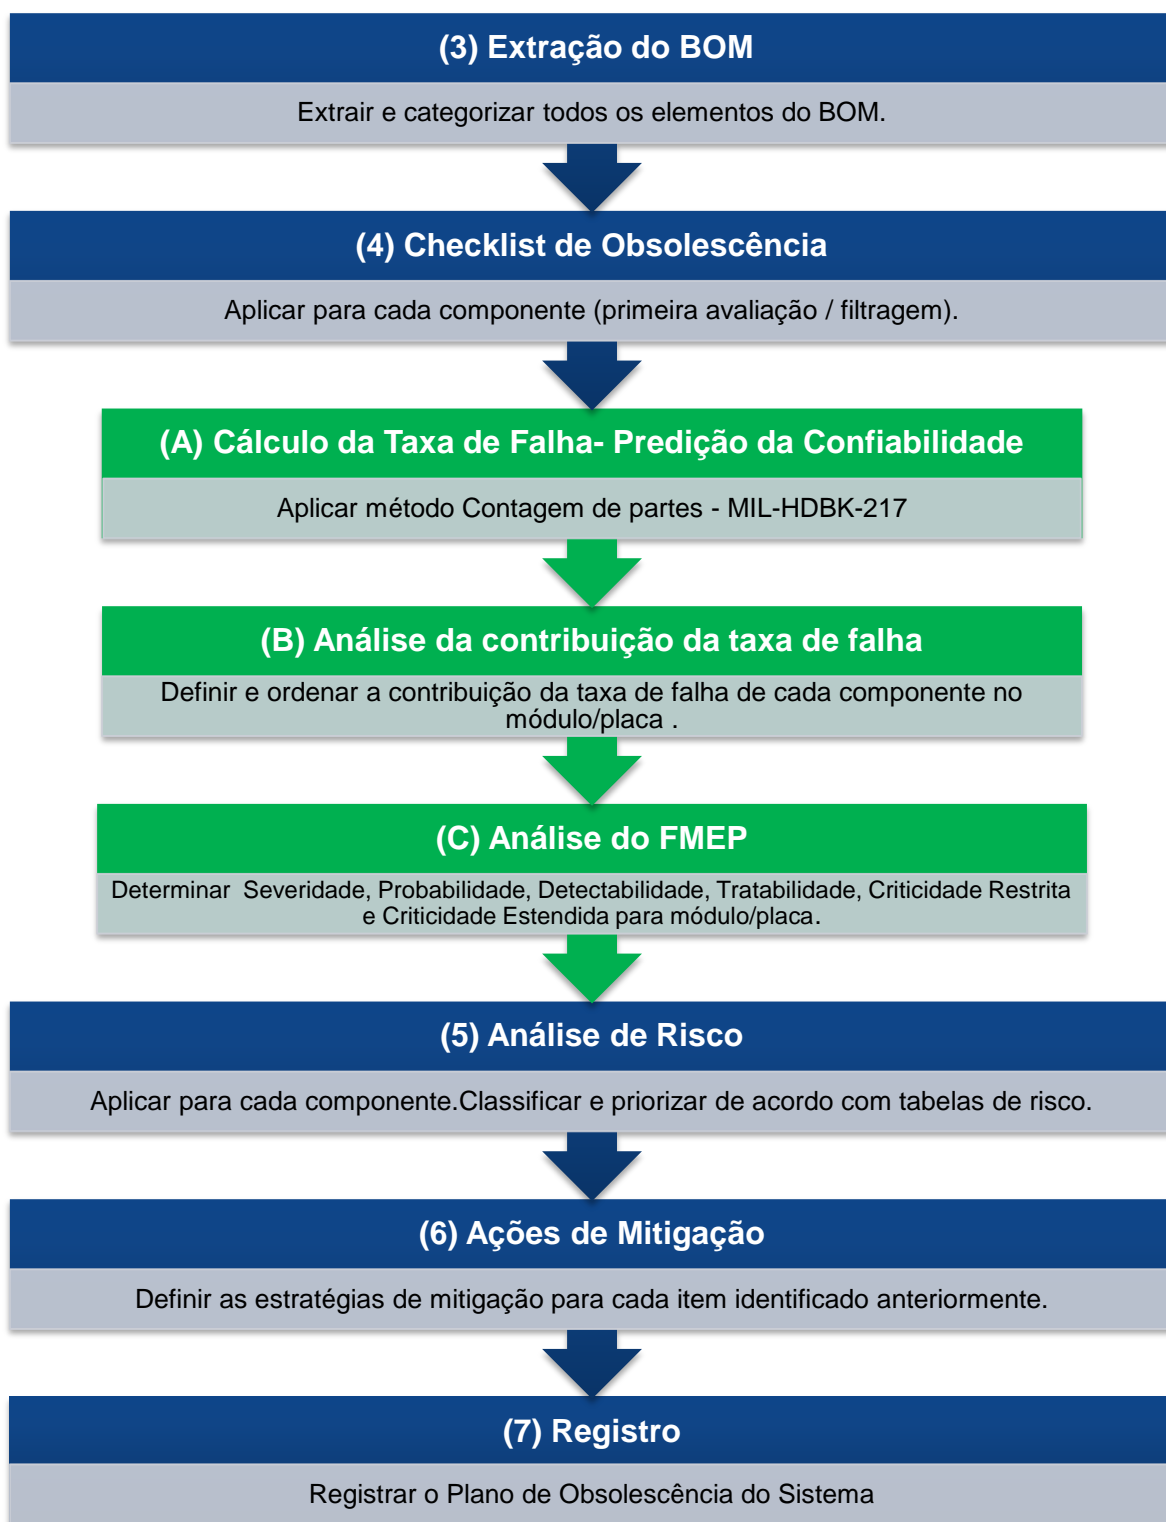 (3) Extração do BOM
Extrair e categorizar todos os elementos do BOM.
(4) Checklist de Obsolescência
Aplicar para cada componente (primeira avaliação / filtragem).
(A) Cálculo da Taxa de Falha- Predição da Confiabilidade
Aplicar método Contagem de partes - MIL-HDBK-217
(B) Análise da contribuição da taxa de falha
Definir e ordenar a contribuição da taxa de falha de cada componente no
módulo/placa .
(C) Análise do FMEP
Determinar Severidade, Probabilidade, Detectabilidade, Tratabilidade, Criticidade Restrita
e Criticidade Estendida para módulo/placa.
(5) Análise de Risco
Aplicar para cada componente.Classificar e priorizar de acordo com tabelas de risco.
(6) Ações de Mitigação
Definir as estratégias de mitigação para cada item identificado anteriormente.
(7) Registro
Registrar o Plano de Obsolescência do Sistema